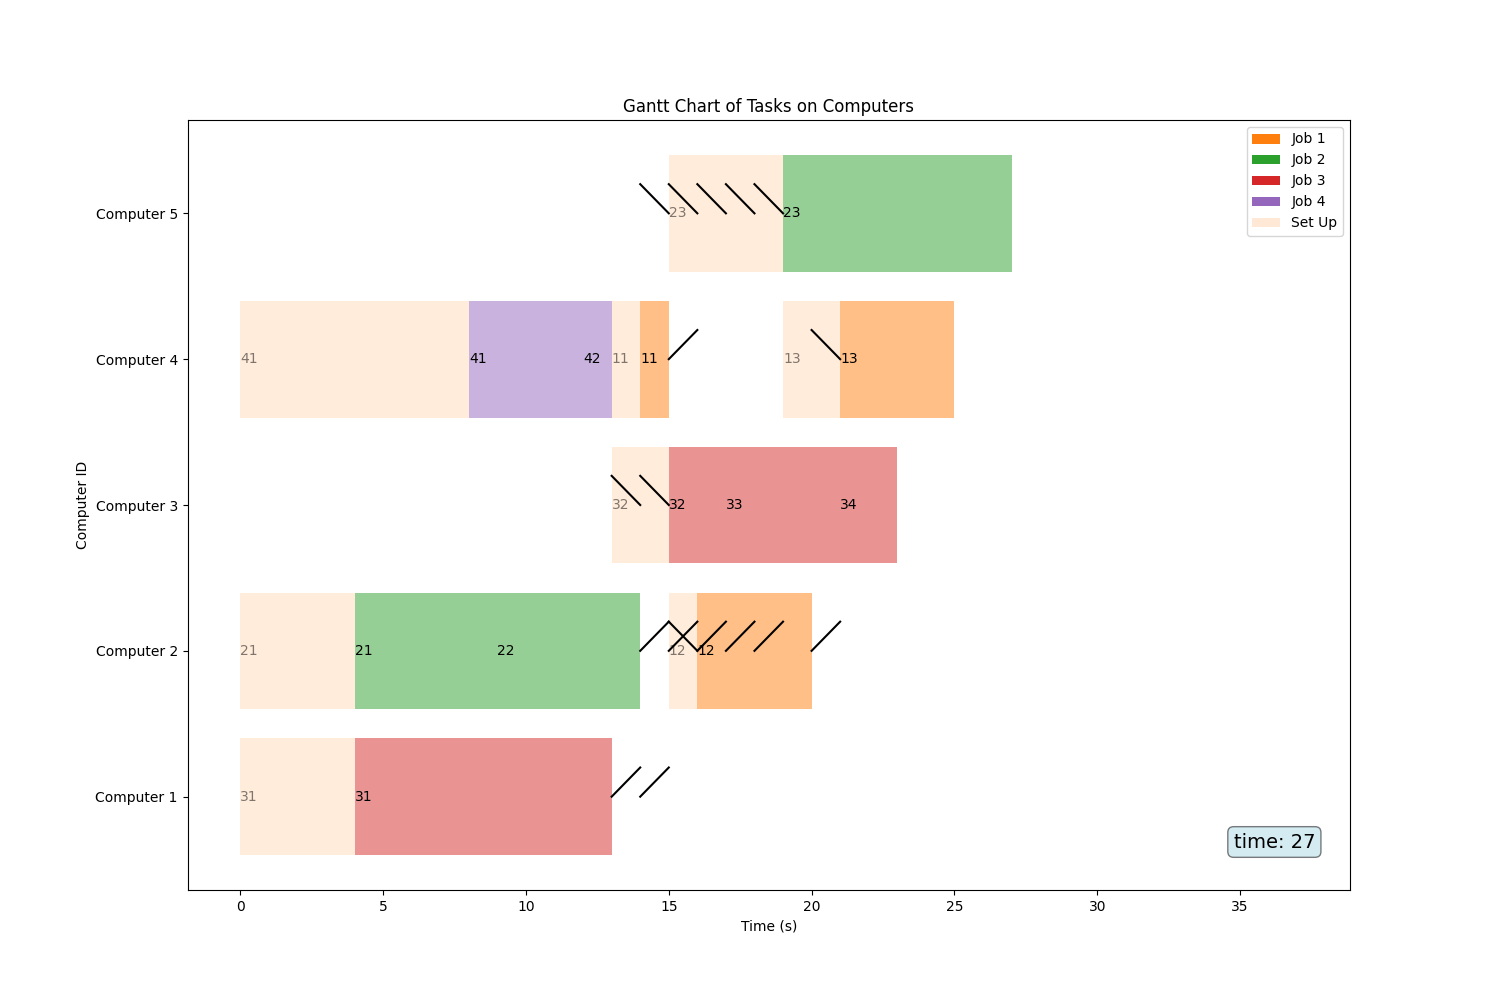 Gantt Chart of Tasks on Computers
Job 1
Job 2
Job 3
Job 4
Set Up
Computer 5
23
23
Computer 4
41
41
42
11
11
13
13
Computer 3
32
32
33
34
Computer 2
21
21
22
12
12
Computer 1
31
31
Computer ID
time: 27
0
5
10
15
20
25
30
35
Time (s)